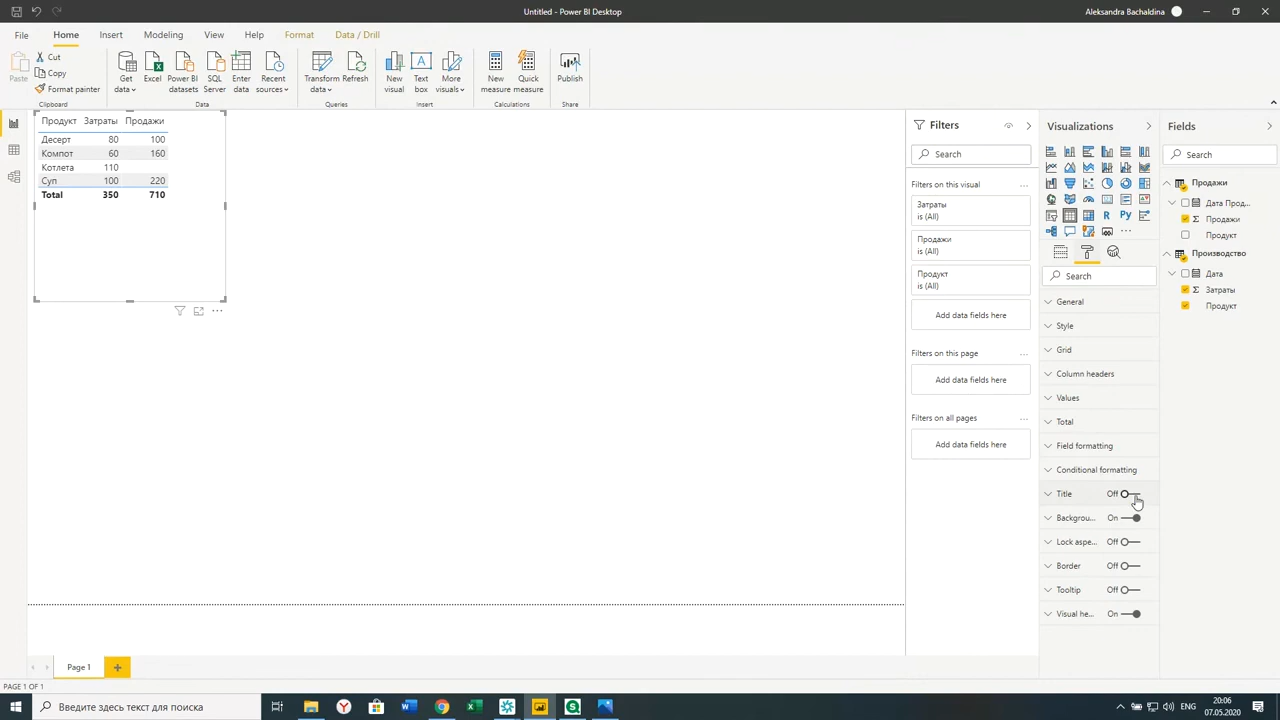 Untitled - Power BI Desktop
Aleksandra Bachaldina
File Home Insert Modeling View Help Format Data / Drill
Paste
Cut
Copy
Format painter
Get data
Excel
Power BI datasets
SQL Server
Enter data
Recent sources
Transform data
Refresh
New visual
Text box
More visuals
New measure
Quick measure
Publish
Clipboard Data Queries Insert Calculations Share
Продукт Затраты Продажи
Десерт 80 100
Компот 60 160
Котлета 110
Суп 100 220
Total 350 710
Filters
Search
Filters on this visual ...
Затраты
is (All)
Продажи
is (All)
Продукт
is (All)
Add data fields here
Filters on this page ...
Add data fields here
Filters on all pages ...
Add data fields here
Visualizations
R Py
...
Search
General
Style
Grid
Column headers
Values
Total
Field formatting
Conditional formatting
Title Off
Backgrou... On
Lock aspe... Off
Border Off
Tooltip Off
Visual he... On
Fields
Search
Продажи
Дата Прод...
Σ Продажи
Продукт
Производство
Дата
Σ Затраты
Продукт
Page 1
PAGE 1 OF 1
Введите здесь текст для поиска
ENG
20:06
07.05.2020